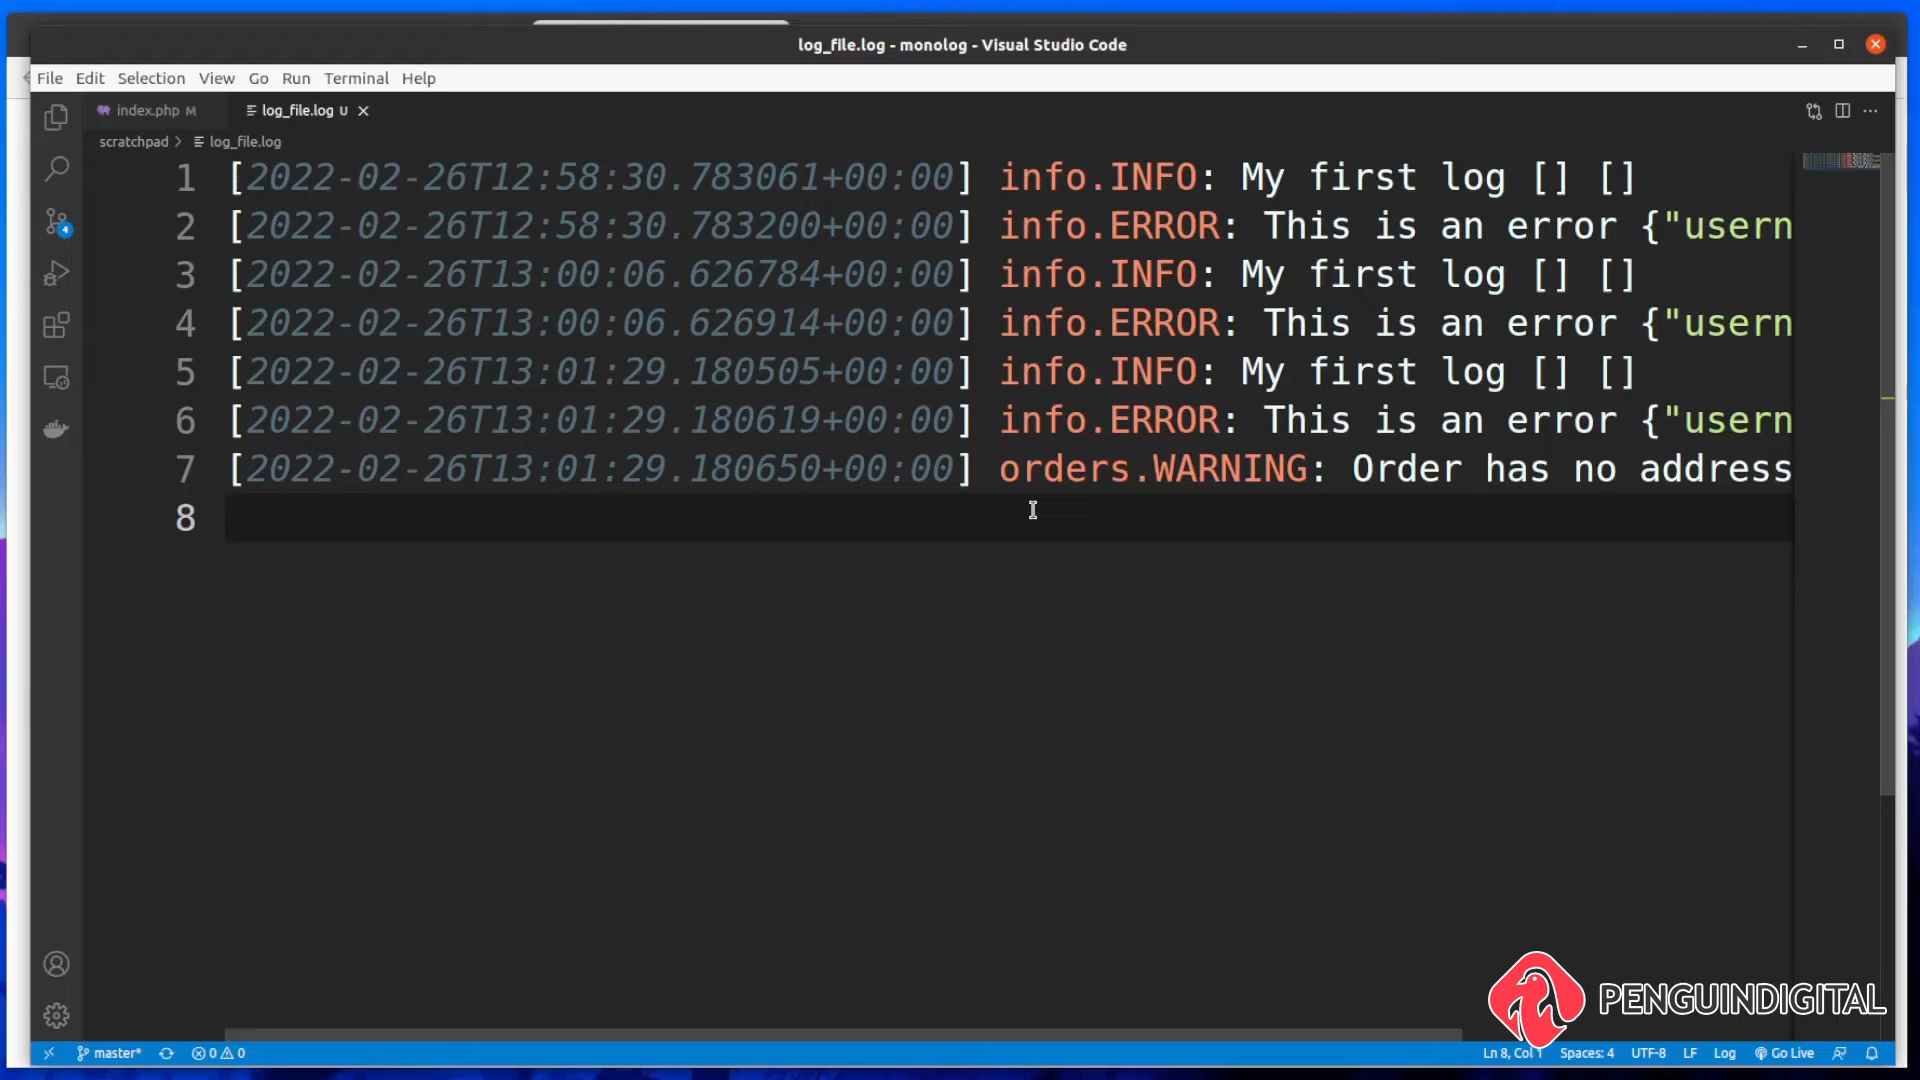 log_file.log - monolog - Visual Studio Code
File Edit Selection View Go Run Terminal Help
index.php M log_file.log U
scratchpad > log_file.log
1 [2022-02-26T12:58:30.783061+00:00] info.INFO: My first log [] []
2 [2022-02-26T12:58:30.783200+00:00] info.ERROR: This is an error {"usern
3 [2022-02-26T13:00:06.626784+00:00] info.INFO: My first log [] []
4 [2022-02-26T13:00:06.626914+00:00] info.ERROR: This is an error {"usern
5 [2022-02-26T13:01:29.180505+00:00] info.INFO: My first log [] []
6 [2022-02-26T13:01:29.180619+00:00] info.ERROR: This is an error {"usern
7 [2022-02-26T13:01:29.180650+00:00] orders.WARNING: Order has no address
8
4
PENGUINDIGITAL
master* 0 0 Ln 8, Col 1 Spaces: 4 UTF-8 LF Log Go Live